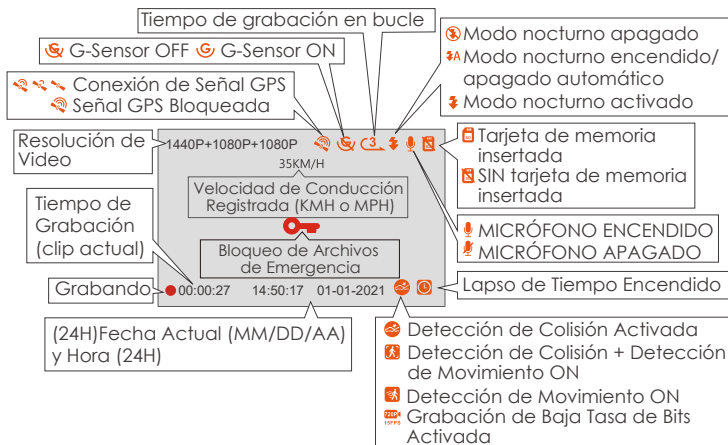 Tiempo de grabación en bucle
G-Sensor OFF G-Sensor ON
Conexión de Señal GPS
Señal GPS Bloqueada
Modo nocturno apagado
A Modo nocturno encendido/
apagado automático
Modo nocturno activado
Resolución de
Video
1440P+1080P+1080P
3
35KM/H
Tarjeta de memoria
insertada
SIN tarjeta de memoria
insertada
Velocidad de Conducción
Registrada (KMH o MPH)
Tiempo de
Grabación
(clip actual)
MICRÓFONO ENCENDIDO
MICRÓFONO APAGADO
Bloqueo de Archivos
de Emergencia
Grabando
00:00:27 14:50:17 01-01-2021
Lapso de Tiempo Encendido
(24H)Fecha Actual (MM/DD/AA)
y Hora (24H)
Detección de Colisión Activada
Detección de Colisión + Detección
de Movimiento ON
Detección de Movimiento ON
720P
15FPS
Grabación de Baja Tasa de Bits
Activada